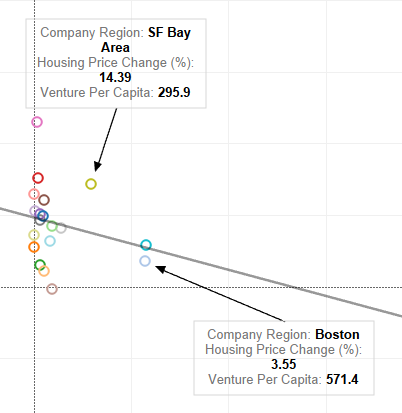 Company Region: SF Bay
Area
Housing Price Change (%):
14.39
Venture Per Capita: 295.9
Company Region: Boston
Housing Price Change (%):
3.55
Venture Per Capita: 571.4